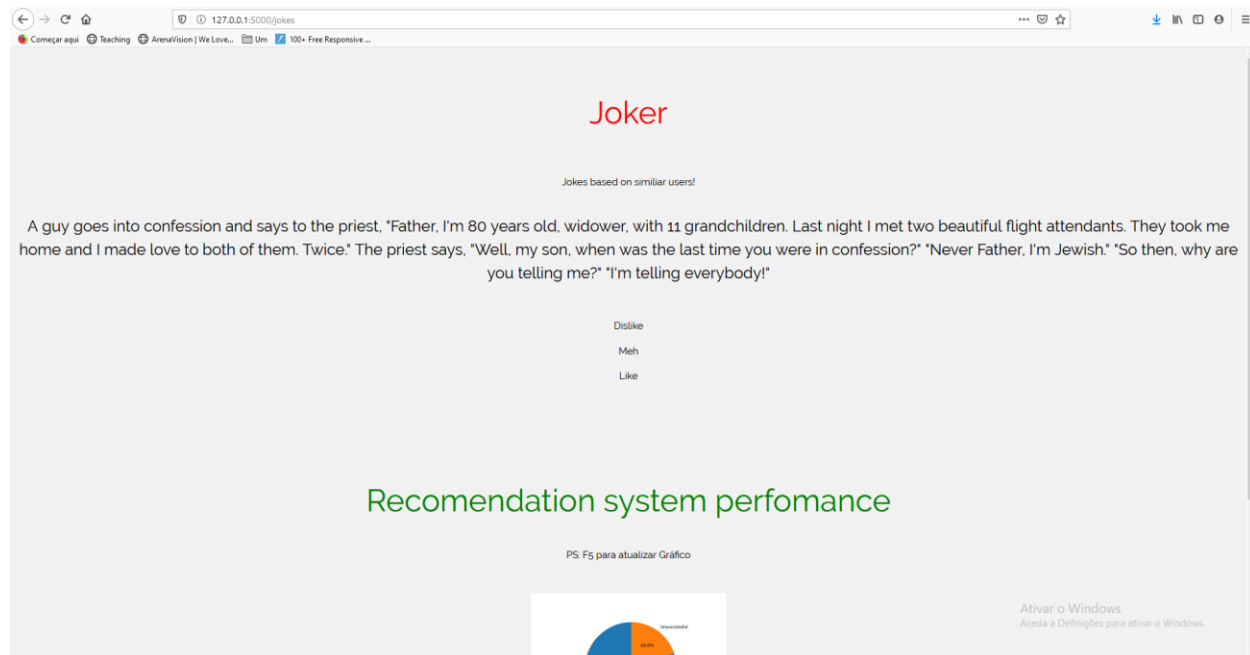 127.0.0.1:5000/jokes
Começar aqui Teaching ArenaVision | We Love... Um 100+ Free Responsive ...
Joker
Jokes based on similiar users!
A guy goes into confession and says to the priest, "Father, I'm 80 years old, widower, with 11 grandchildren. Last night I met two beautiful flight attendants. They took me
home and I made love to both of them. Twice." The priest says, "Well, my son, when was the last time you were in confession?" "Never Father, I'm Jewish." "So then, why are
you telling me?" "I'm telling everybody!"
Dislike
Meh
Like
Recomendation system perfomance
PS: F5 para atualizar Gráfico
Unsuccessful
Ativar o Windows
Aceda a Definições para ativar o Windows.